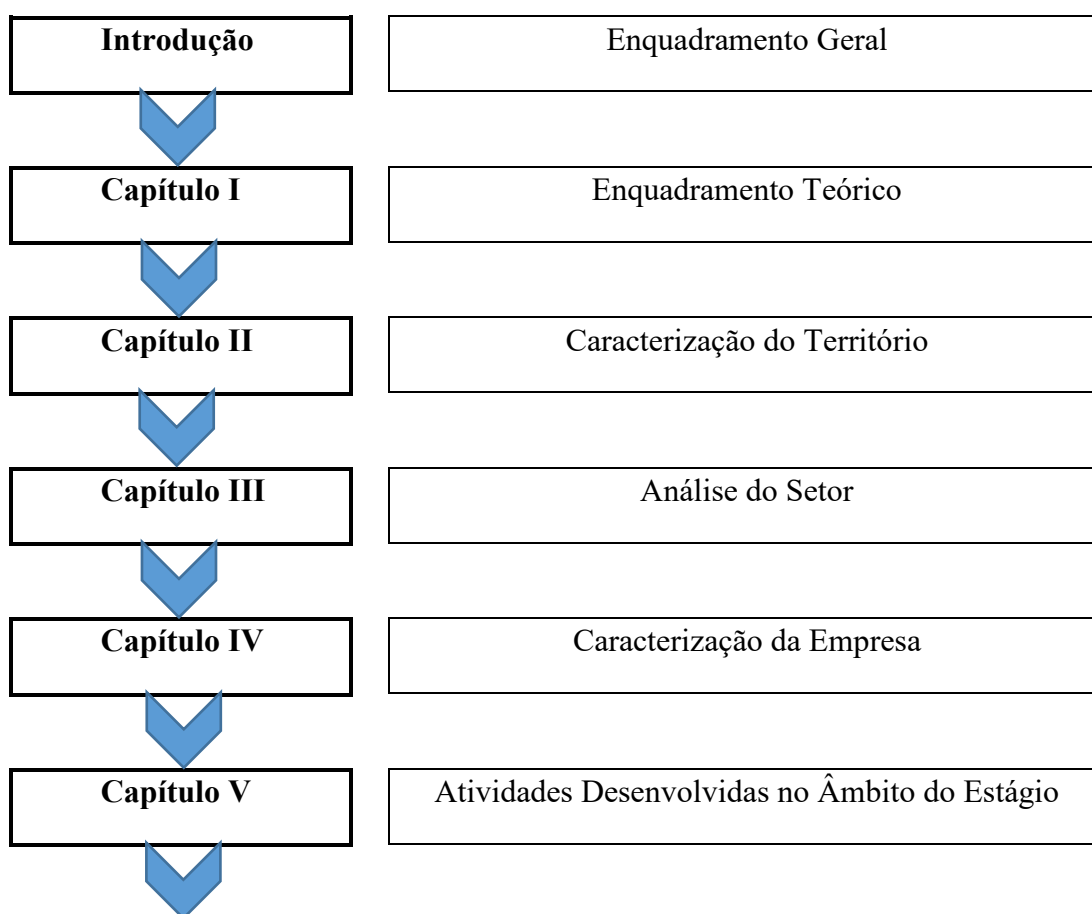 Introdução
Enquadramento Geral
Capítulo I
Enquadramento Teórico
Capítulo II
Caracterização do Território
Capítulo III
Análise do Setor
Capítulo IV
Caracterização da Empresa
Capítulo V
Atividades Desenvolvidas no Âmbito do Estágio